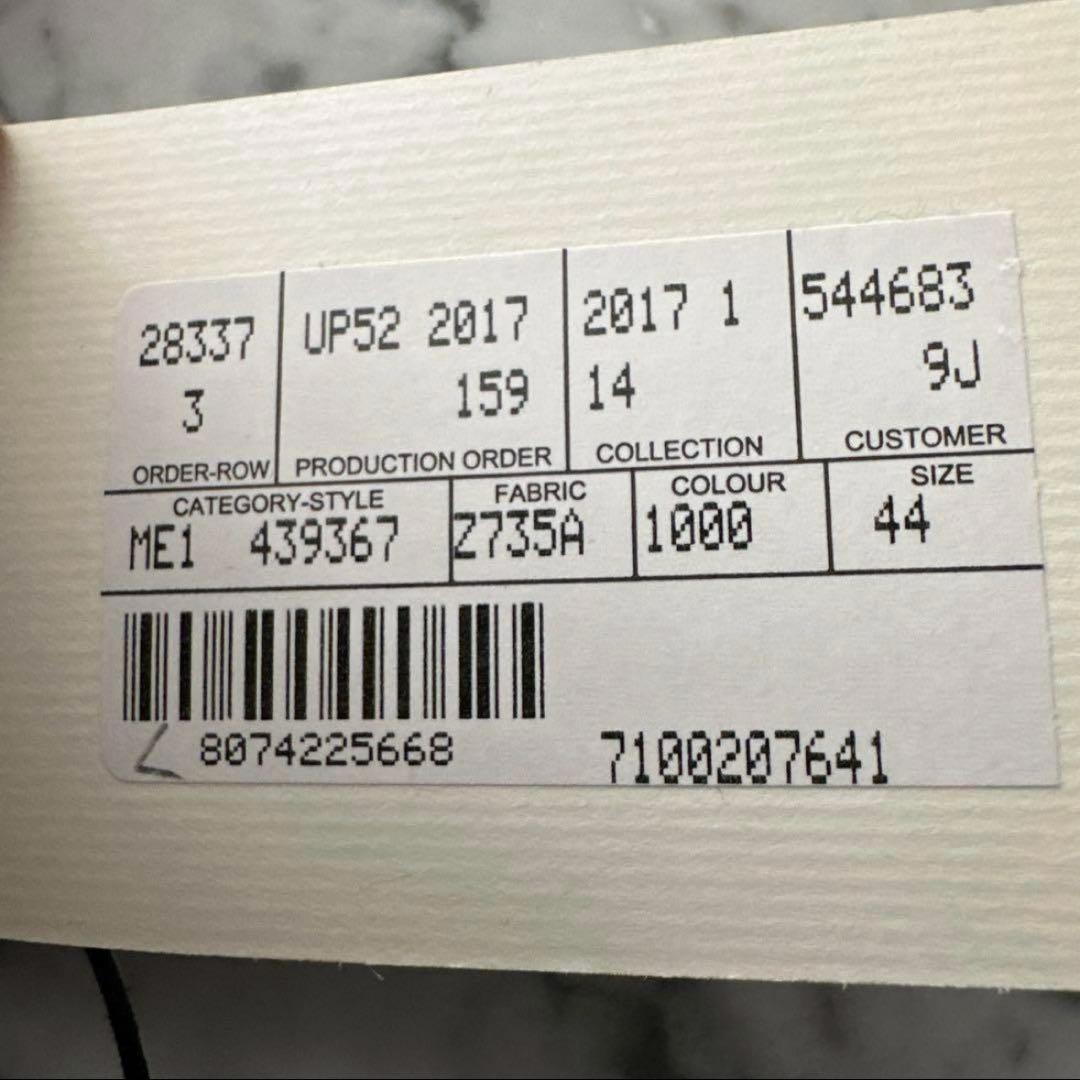 28337 UP52 2017 2017 1 544683
3 159 14 9J
ORDER-ROW PRODUCTION ORDER COLLECTION CUSTOMER
CATEGORY-STYLE FABRIC COLOUR SIZE
ME1 439367 Z735A 1000 44
8074225668 7100207641